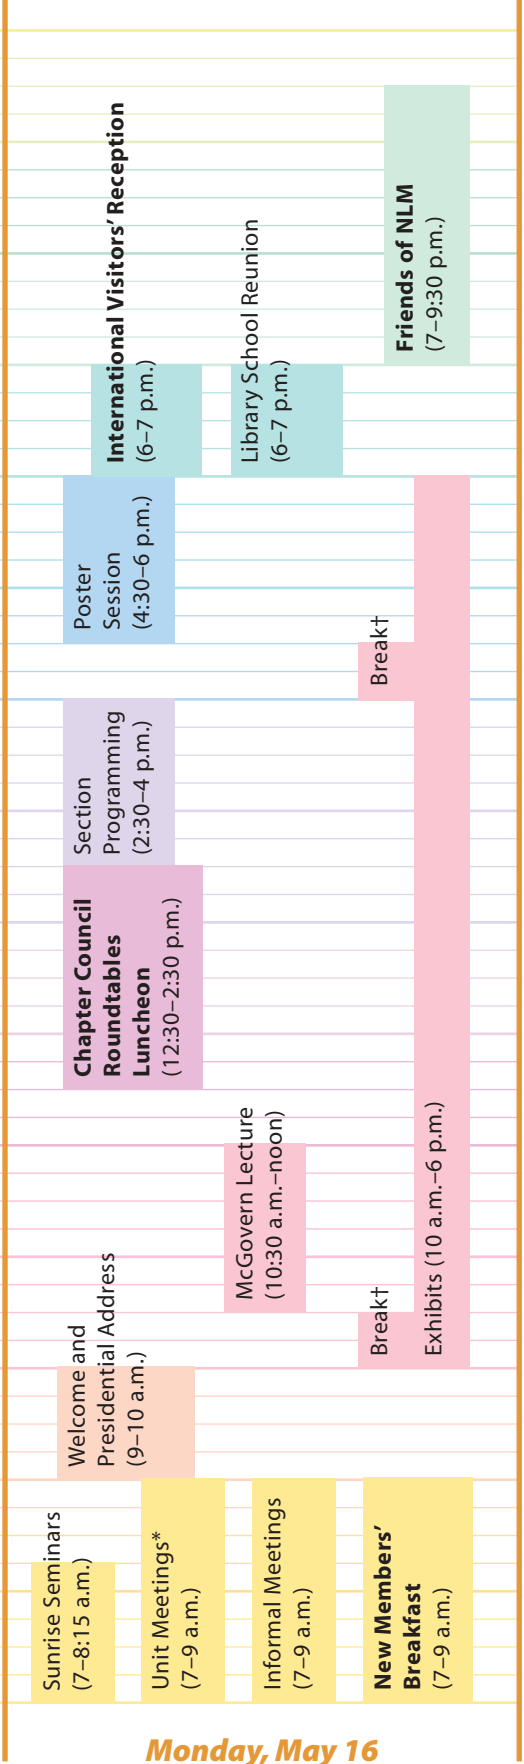 Monday, May 16
Sunrise Seminars
(7–8:15 a.m.)
Unit Meetings*
(7–9 a.m.)
Informal Meetings
(7–9 a.m.)
New Members’
Breakfast
(7–9 a.m.)
Welcome and
Presidential Address
(9–10 a.m.)
Break†
Exhibits (10 a.m.–6 p.m.)
McGovern Lecture
(10:30 a.m.–noon)
Chapter Council
Roundtables
Luncheon
(12:30–2:30 p.m.)
Section
Programming
(2:30–4 p.m.)
Break†
Poster
Session
(4:30–6 p.m.)
International Visitors’ Reception
(6–7 p.m.)
Library School Reunion
(6–7 p.m.)
Friends of NLM
(7–9:30 p.m.)